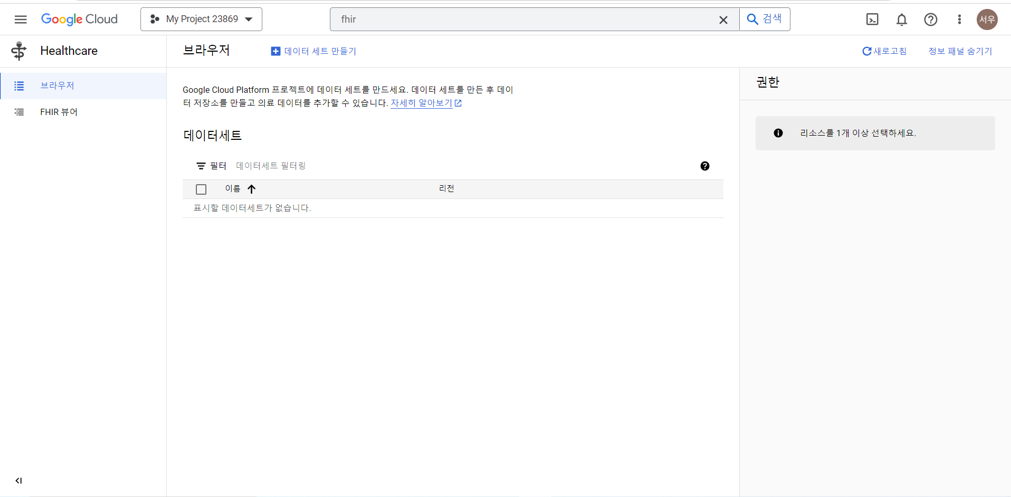 Google Cloud
My Project 23869
fhir
검색
서우
Healthcare
브라우저
데이터 세트 만들기
새로고침
정보 패널 숨기기
브라우저
FHIR 뷰어
Google Cloud Platform 프로젝트에 데이터 세트를 만드세요. 데이터 세트를 만든 후 데이
터 저장소를 만들고 의료 데이터를 추가할 수 있습니다. 자세히 알아보기
데이터세트
필터 데이터세트 필터링
이름 리전
표시할 데이터세트가 없습니다.
권한
리소스를 1개 이상 선택하세요.